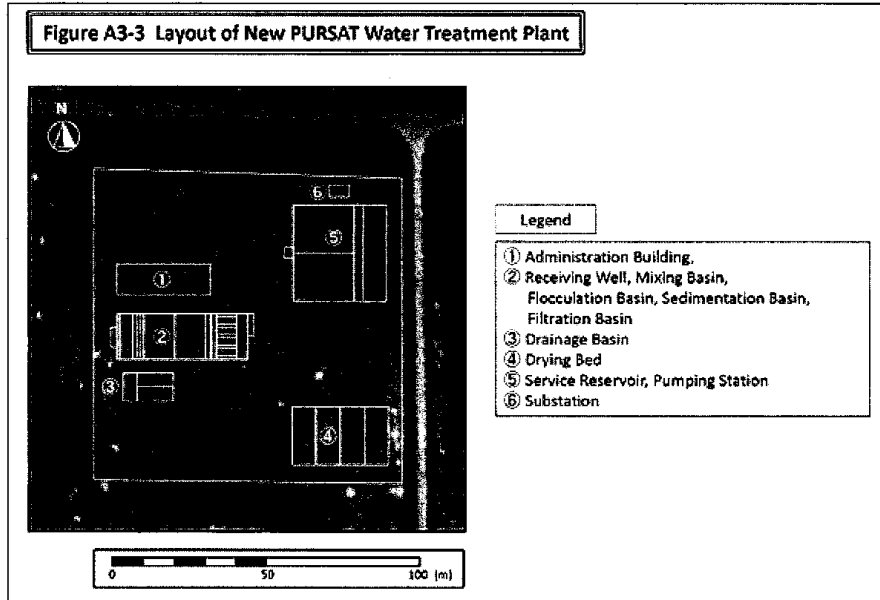 Figure A3-3 Layout of New PURSAT Water Treatment Plant
N
⑥
⑤
①
②
③
④
Legend
① Administration Building,
② Receiving Well, Mixing Basin,
Flocculation Basin, Sedimentation Basin,
Filtration Basin
③ Drainage Basin
④ Drying Bed
⑤ Service Reservoir, Pumping Station
⑥ Substation
0 50 100 (m)